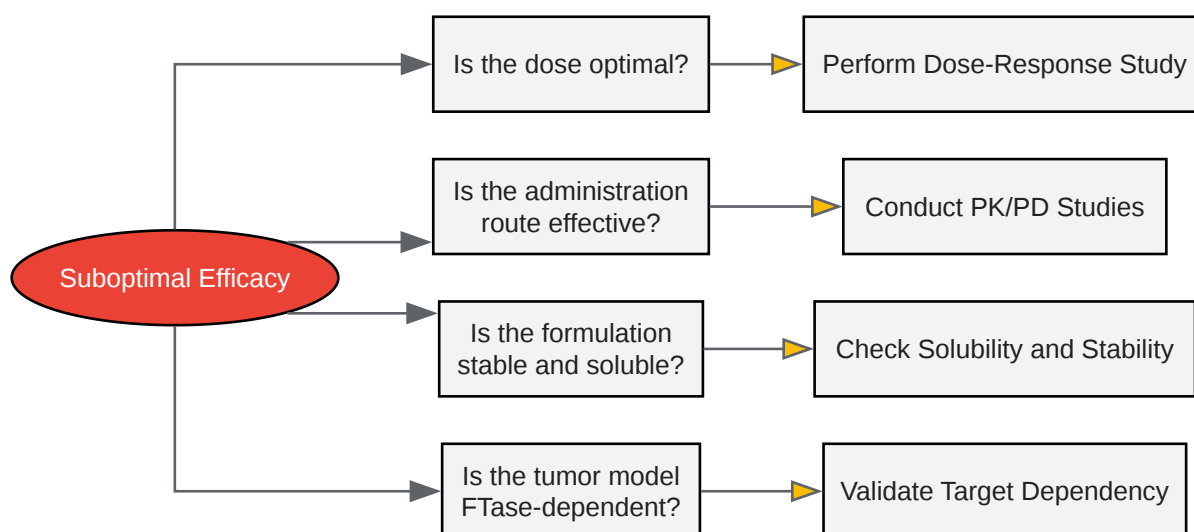 Is the dose optimal?
Perform Dose-Response Study
Is the administration
route effective?
Conduct PK/PD Studies
Suboptimal Efficacy
Is the formulation
stable and soluble?
Check Solubility and Stability
Is the tumor model
FTase-dependent?
Validate Target Dependency